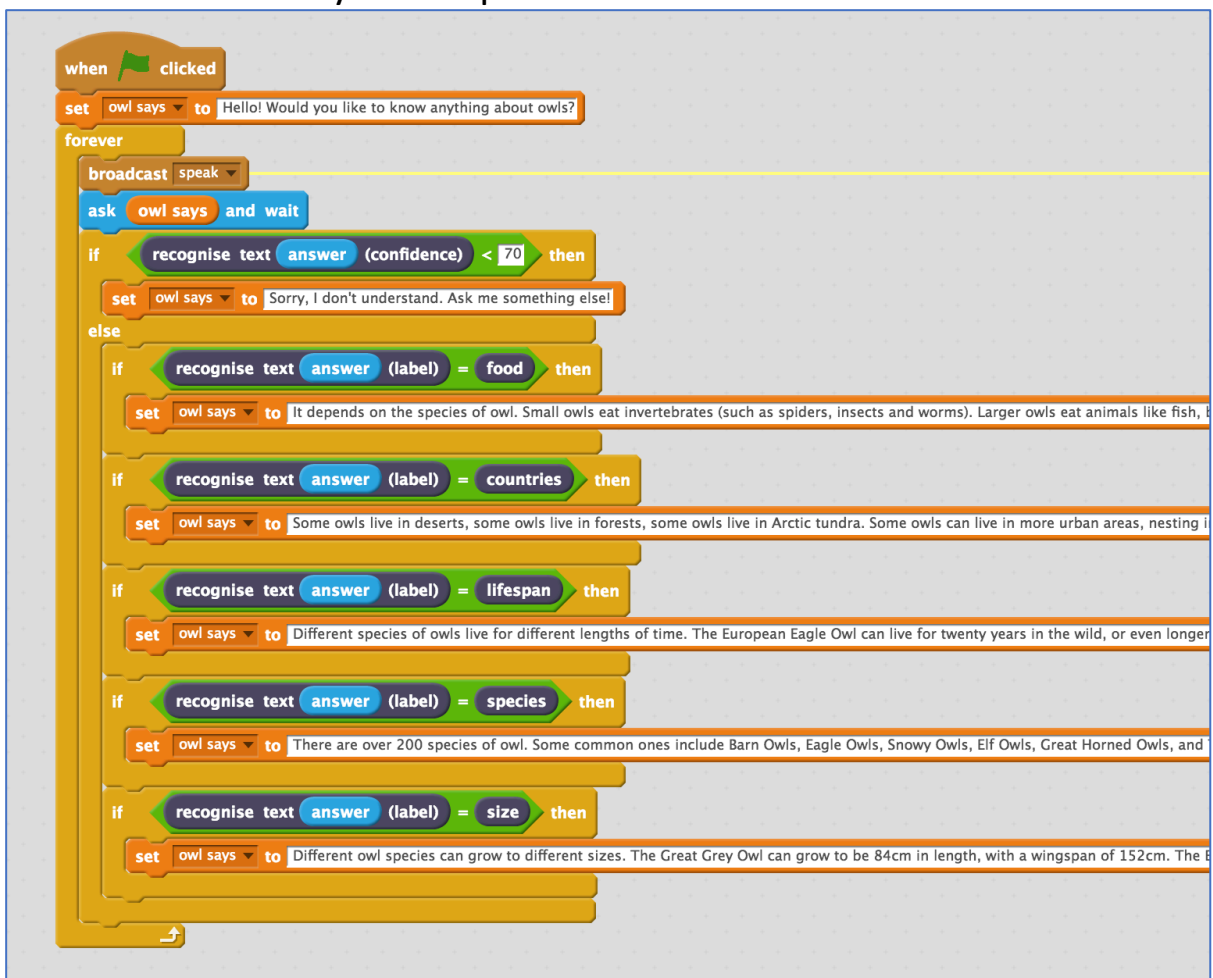 when clicked
set owl says to Hello! Would you like to know anything about owls?
forever
broadcast speak
ask owl says and wait
if recognise text answer (confidence) < 70 then
set owl says to Sorry, I don't understand. Ask me something else!
else
if recognise text answer (label) = food then
set owl says to It depends on the species of owl. Small owls eat invertebrates (such as spiders, insects and worms). Larger owls eat animals like fish,
if recognise text answer (label) = countries then
set owl says to Some owls live in deserts, some owls live in forests, some owls live in Arctic tundra. Some owls can live in more urban areas, nesting
if recognise text answer (label) = lifespan then
set owl says to Different species of owls live for different lengths of time. The European Eagle Owl can live for twenty years in the wild, or even longer
if recognise text answer (label) = species then
set owl says to There are over 200 species of owl. Some common ones include Barn Owls, Eagle Owls, Snowy Owls, Elf Owls, Great Horned Owls, and
if recognise text answer (label) = size then
set owl says to Different owl species can grow to different sizes. The Great Grey Owl can grow to be 84cm in length, with a wingspan of 152cm. The